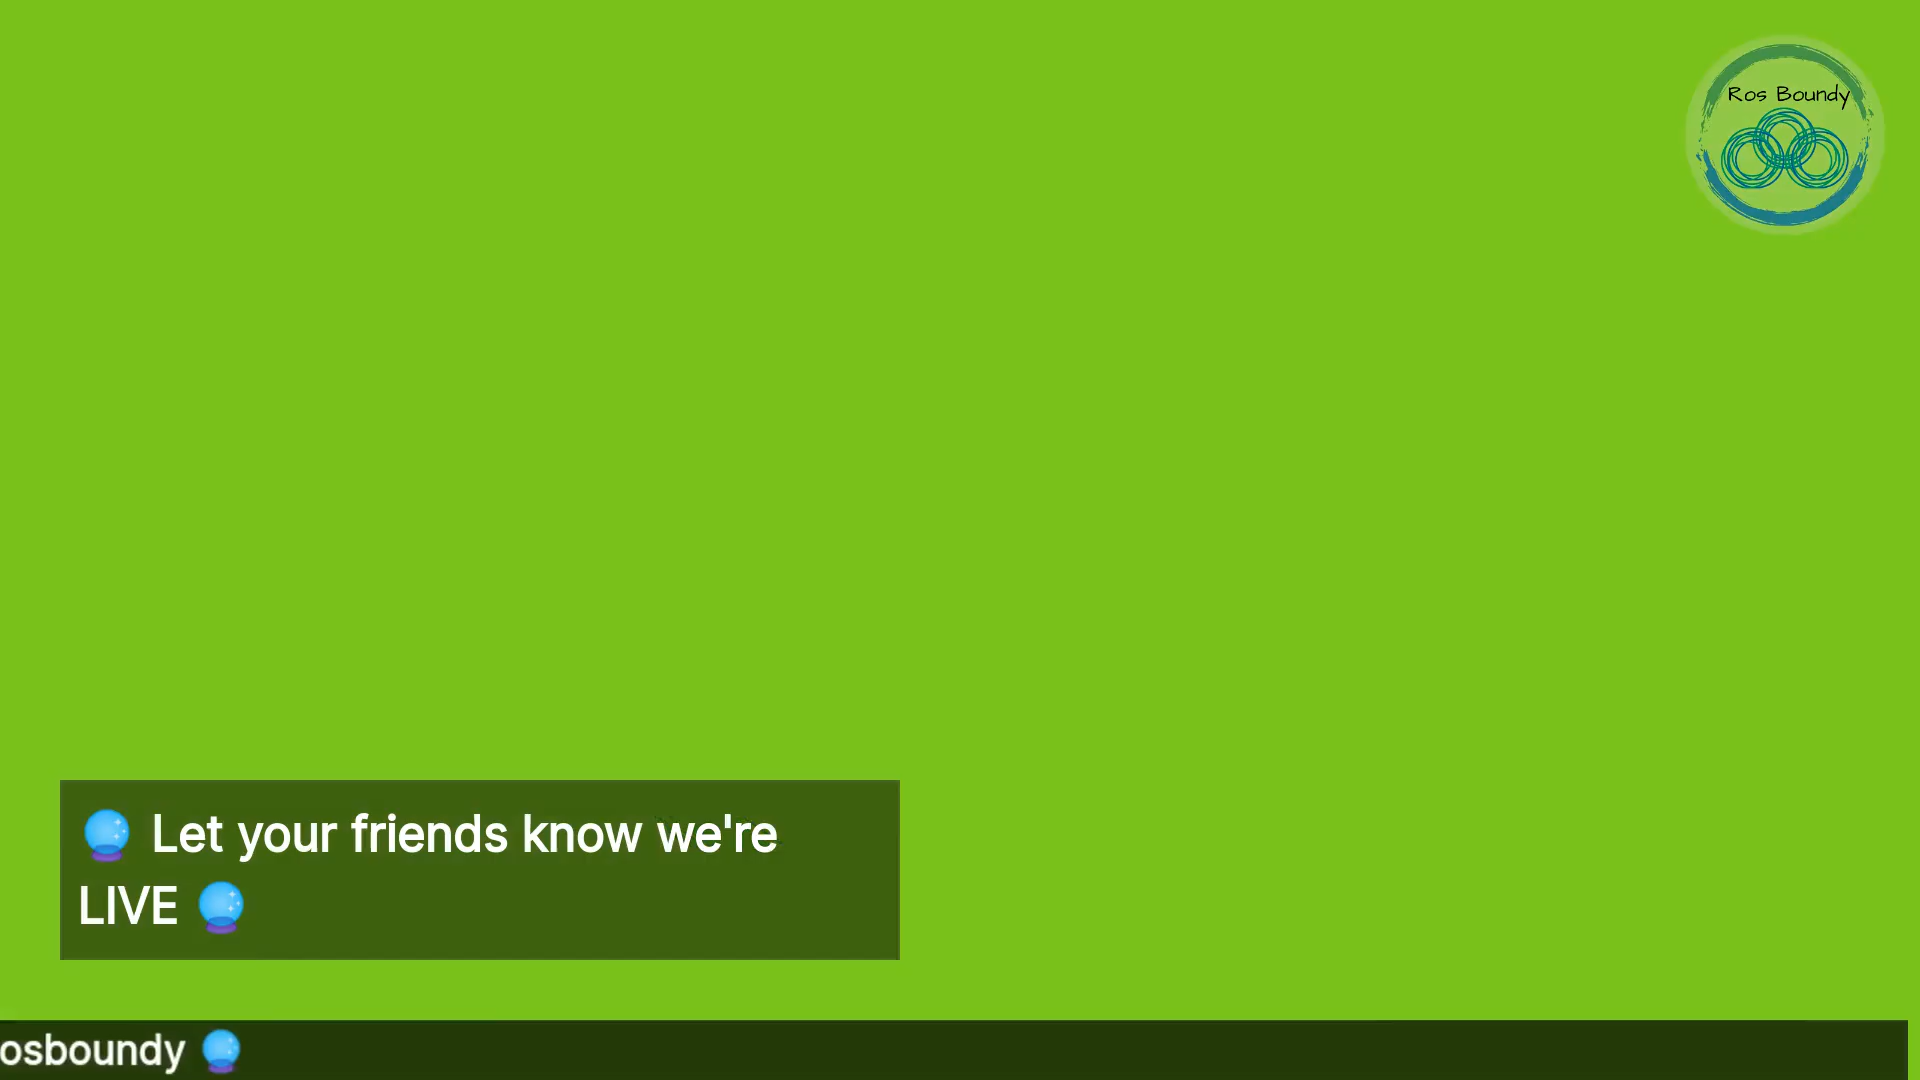 Ros Boundy
🔮 Let your friends know we're
LIVE 🔮
osboundy 🔮